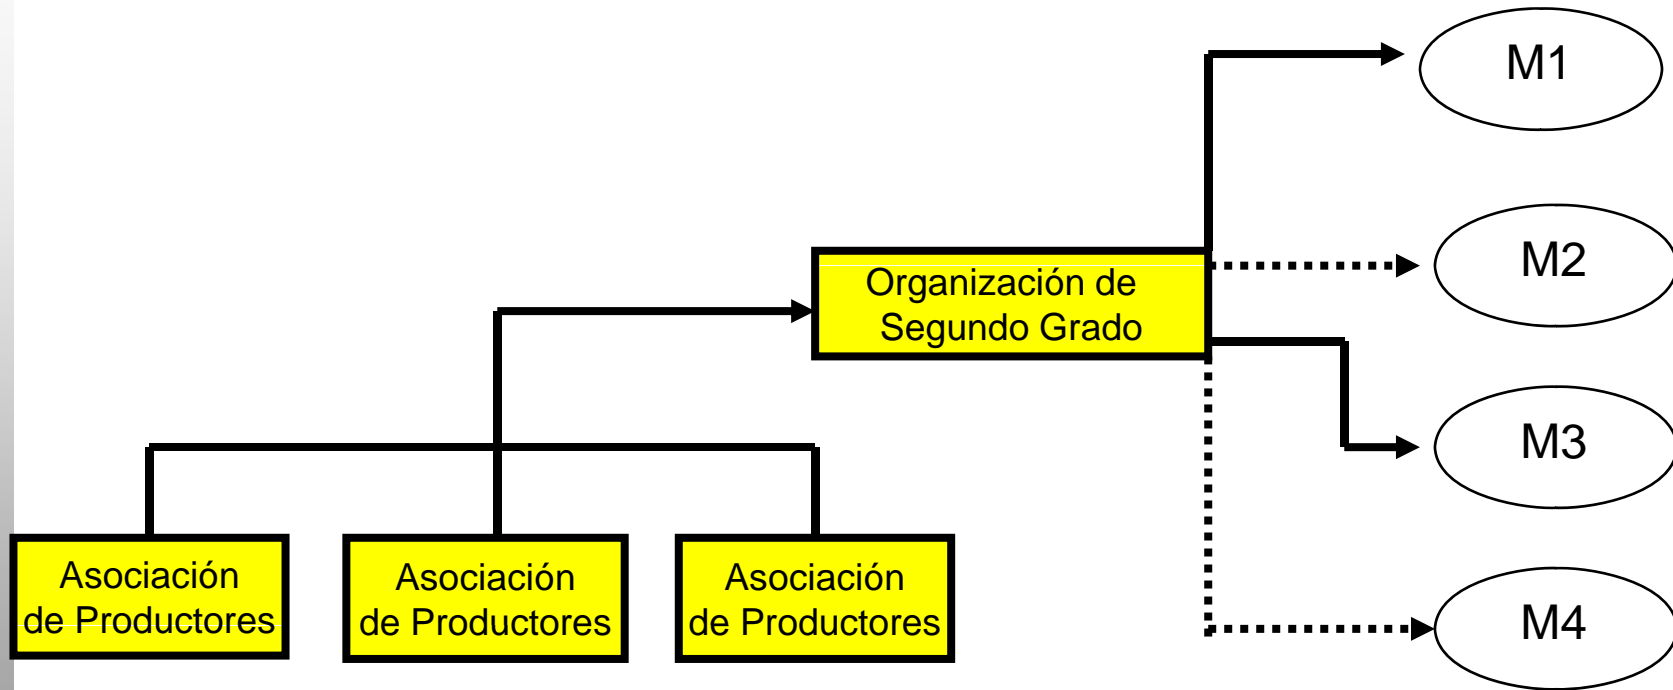 M1
M2
Organización de
Segundo Grado
M3
Asociación
de Productores
Asociación
de Productores
Asociación
de Productores
M4